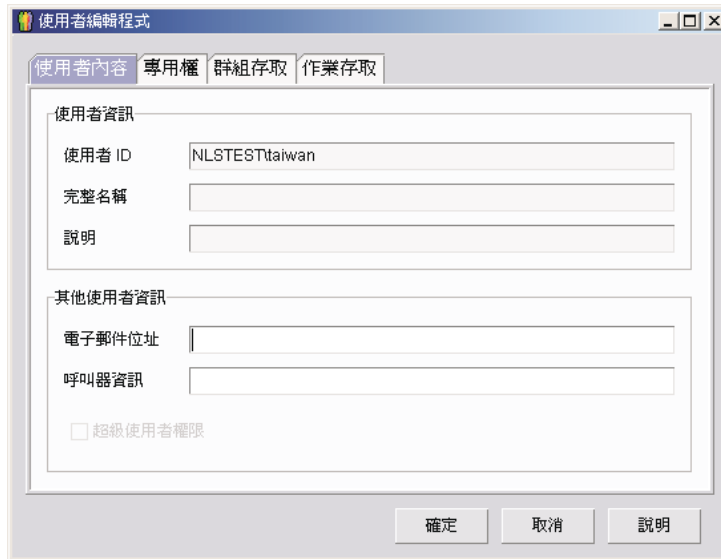 使用者編輯程式
使用者內容 專用權 群組存取 作業存取
使用者資訊
使用者 ID NLSTEST\taiwan
完整名稱
說明
其他使用者資訊
電子郵件位址
呼叫器資訊
超級使用者權限
確定 取消 說明